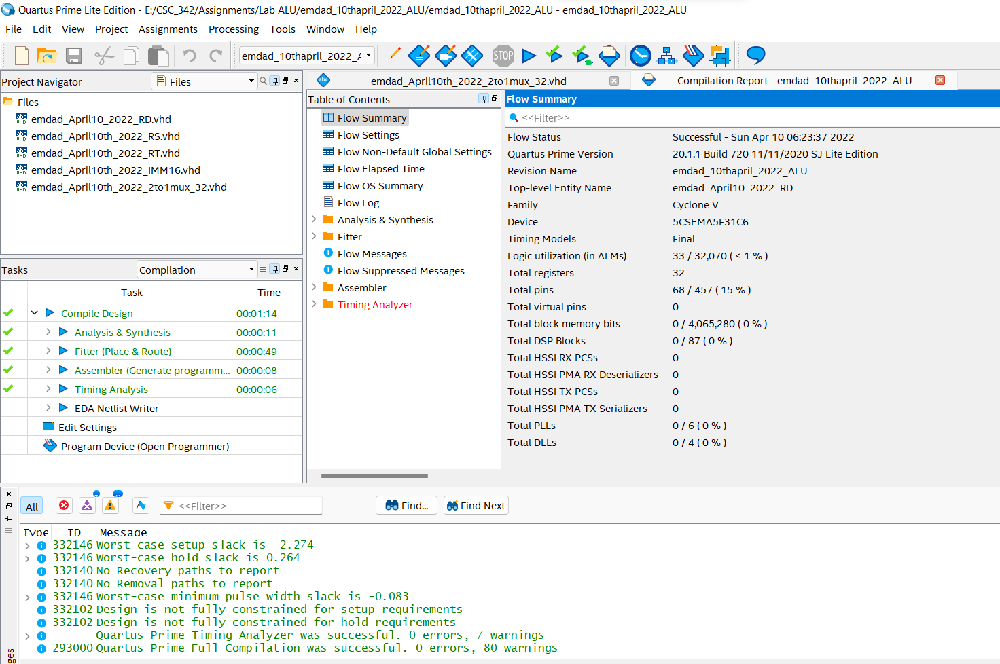 Quartus Prime Lite Edition - E:/CSC_342/Assignments/Lab ALU/emdad_10thapril_2022_ALU/emdad_10thapril_2022_ALU - emdad_10thapril_2022_ALU
File Edit View Project Assignments Processing Tools Window Help
emdad_10thapril_2022_A
STOP
Project Navigator
Files
Files
emdad_April10_2022_RD.vhd
emdad_April10th_2022_RS.vhd
emdad_April10th_2022_RT.vhd
emdad_April10th_2022_IMM16.vhd
emdad_April10th_2022_2to1mux_32.vhd
Tasks
Compilation
Task Time
Compile Design 00:01:14
Analysis & Synthesis 00:00:11
Fitter (Place & Route) 00:00:49
Assembler (Generate programm... 00:00:08
Timing Analysis 00:00:06
EDA Netlist Writer
Edit Settings
Program Device (Open Programmer)
emdad_April10th_2022_2to1mux_32.vhd
Compilation Report - emdad_10thapril_2022_ALU
Table of Contents
Flow Summary
Flow Settings
Flow Non-Default Global Settings
Flow Elapsed Time
Flow OS Summary
Flow Log
Analysis & Synthesis
Fitter
Flow Messages
Flow Suppressed Messages
Assembler
Timing Analyzer
Flow Summary
<<Filter>>
Flow Status Successful - Sun Apr 10 06:23:37 2022
Quartus Prime Version 20.1.1 Build 720 11/11/2020 SJ Lite Edition
Revision Name emdad_10thapril_2022_ALU
Top-level Entity Name emdad_April10_2022_RD
Family Cyclone V
Device 5CSEMA5F31C6
Timing Models Final
Logic utilization (in ALMs) 33 / 32,070 ( < 1 % )
Total registers 32
Total pins 68 / 457 ( 15 % )
Total virtual pins 0
Total block memory bits 0 / 4,065,280 ( 0 % )
Total DSP Blocks 0 / 87 ( 0 % )
Total HSSI RX PCSs 0
Total HSSI PMA RX Deserializers 0
Total HSSI TX PCSs 0
Total HSSI PMA TX Serializers 0
Total PLLs 0 / 6 ( 0 % )
Total DLLs 0 / 4 ( 0 % )
All
<<Filter>>
Find...
Find Next
Type ID Message
332146 Worst-case setup slack is -2.274
332146 Worst-case hold slack is 0.264
332140 No Recovery paths to report
332140 No Removal paths to report
332146 Worst-case minimum pulse width slack is -0.083
332102 Design is not fully constrained for setup requirements
332102 Design is not fully constrained for hold requirements
Quartus Prime Timing Analyzer was successful. 0 errors, 7 warnings
293000 Quartus Prime Full Compilation was successful. 0 errors, 80 warnings